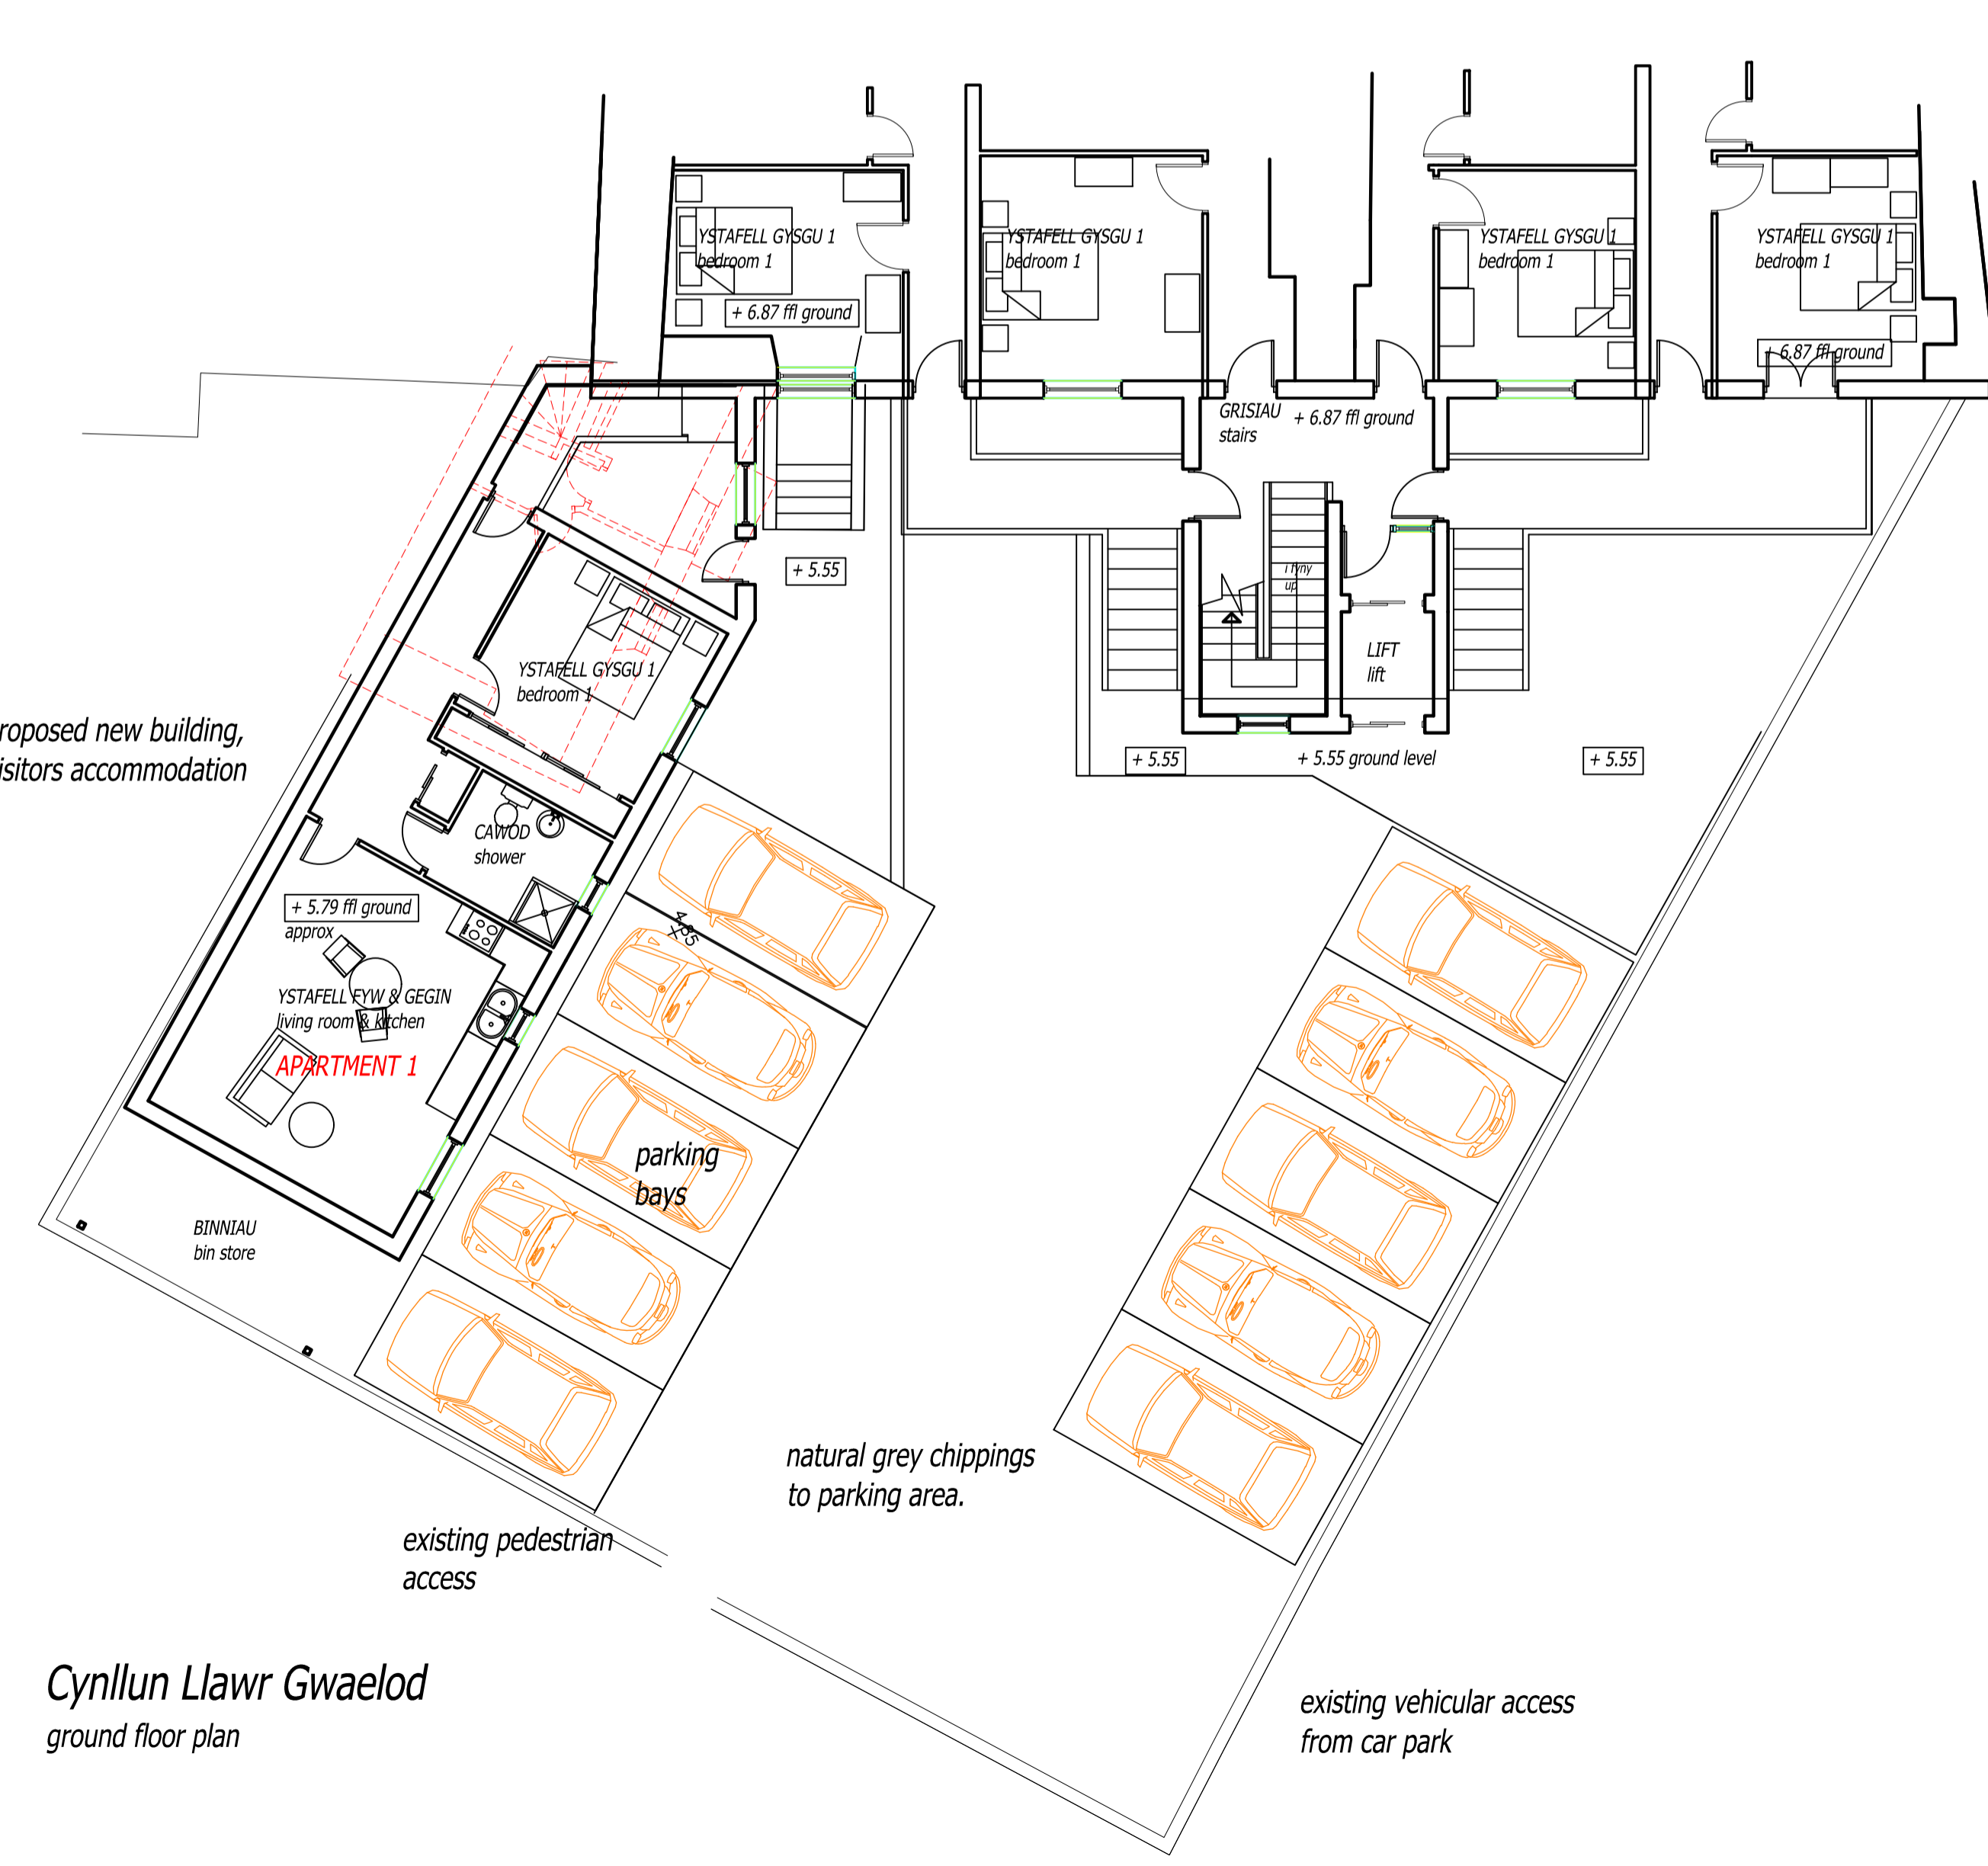 YSTAFELL GYSGU 1
bedroom 1
+ 6.87 ffl ground
YSTAFELL GYSGU 1
bedroom 1
YSTAFELL GYSGU 1
bedroom 1
YSTAFELL GYSGU 1
bedroom 1
+ 6.87 ffl ground
GRISIAU
stairs
+ 6.87 ffl ground
+ 5.55
i fyny
up
LIFT
lift
YSTAFELL GYSGU 1
bedroom 1
roposed new building,
isitors accommodation
+ 5.55
+ 5.55 ground level
+ 5.55
CAWOD
shower
+ 5.79 ffl ground
approx
4.85
YSTAFELL FYW & GEGIN
living room & kitchen
APARTMENT 1
parking
bays
BINNIAU
bin store
natural grey chippings
to parking area.
existing pedestrian
access
Cynllun Llawr Gwaelod
ground floor plan
existing vehicular access
from car park